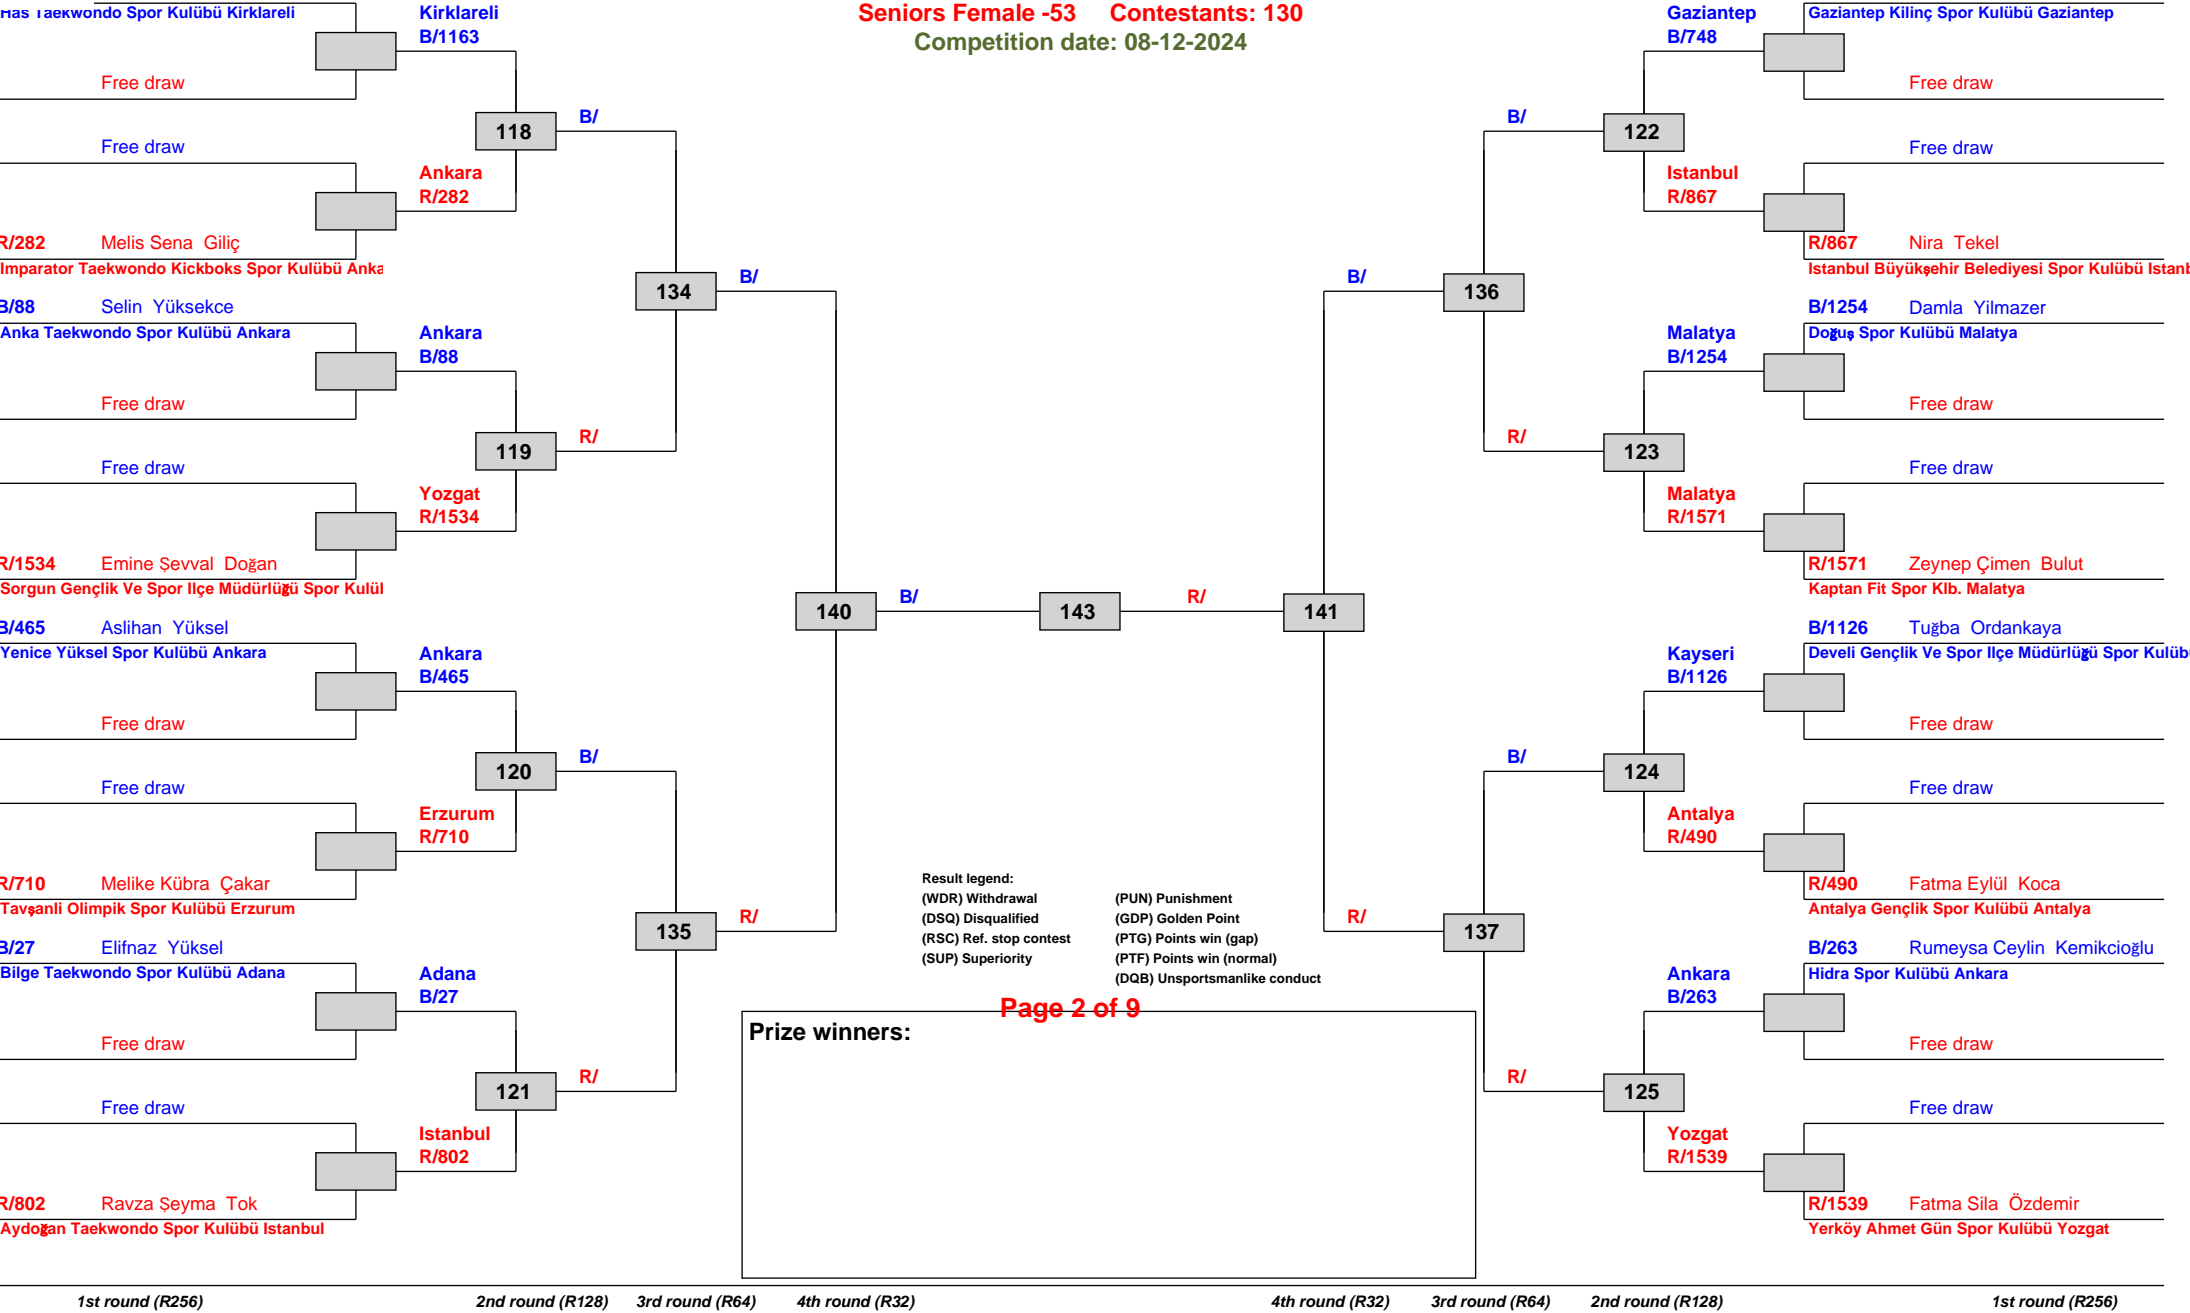 Seniors Female -53 Contestants: 130
Competition date: 08-12-2024
Has Taekwondo Spor Kulübü Kirklareli
Free draw
Free draw
R/282 Melis Sena Giliç
Imparator Taekwondo Kickboks Spor Kulübü Anka
B/88 Selin Yüksekce
Anka Taekwondo Spor Kulübü Ankara
Free draw
Free draw
R/1534 Emine Şevval Doğan
Sorgun Gençlik Ve Spor Ilçe Müdürlüğü Spor Kulül
B/465 Aslihan Yüksel
Yenice Yüksel Spor Kulübü Ankara
Free draw
Free draw
R/710 Melike Kübra Çakar
Tavşanli Olimpik Spor Kulübü Erzurum
B/27 Elifnaz Yüksel
Bilge Taekwondo Spor Kulübü Adana
Free draw
Free draw
R/802 Ravza Şeyma Tok
Aydoğan Taekwondo Spor Kulübü Istanbul
Kirklareli
B/1163
118
Ankara
R/282
Ankara
B/88
119
Yozgat
R/1534
Ankara
B/465
120
Erzurum
R/710
Adana
B/27
121
Istanbul
R/802
B/
134
R/
B/
135
R/
B/
140
R/
B/
143
R/
B/
141
R/
B/
136
R/
B/
137
R/
Gaziantep
B/748
122
Istanbul
R/867
Malatya
B/1254
123
Malatya
R/1571
Kayseri
B/1126
124
Antalya
R/490
Ankara
B/263
125
Yozgat
R/1539
Gaziantep Kilinç Spor Kulübü Gaziantep
Free draw
Free draw
R/867 Nira Tekel
Istanbul Büyükşehir Belediyesi Spor Kulübü Istanb
B/1254 Damla Yilmazer
Doğuş Spor Kulübü Malatya
Free draw
Free draw
R/1571 Zeynep Çimen Bulut
Kaptan Fit Spor Klb. Malatya
B/1126 Tuğba Ordankaya
Develi Gençlik Ve Spor Ilçe Müdürlüğü Spor Kulüb
Free draw
Free draw
R/490 Fatma Eylül Koca
Antalya Gençlik Spor Kulübü Antalya
B/263 Rumeysa Ceylin Kemikcioğlu
Hidra Spor Kulübü Ankara
Free draw
Free draw
R/1539 Fatma Sila Özdemir
Yerköy Ahmet Gün Spor Kulübü Yozgat
Result legend:
(WDR) Withdrawal (PUN) Punishment
(DSQ) Disqualified (GDP) Golden Point
(RSC) Ref. stop contest (PTG) Points win (gap)
(SUP) Superiority (PTF) Points win (normal)
(DQB) Unsportsmanlike conduct
Page 2 of 9
Prize winners:
1st round (R256) 2nd round (R128) 3rd round (R64) 4th round (R32) 4th round (R32) 3rd round (R64) 2nd round (R128) 1st round (R256)